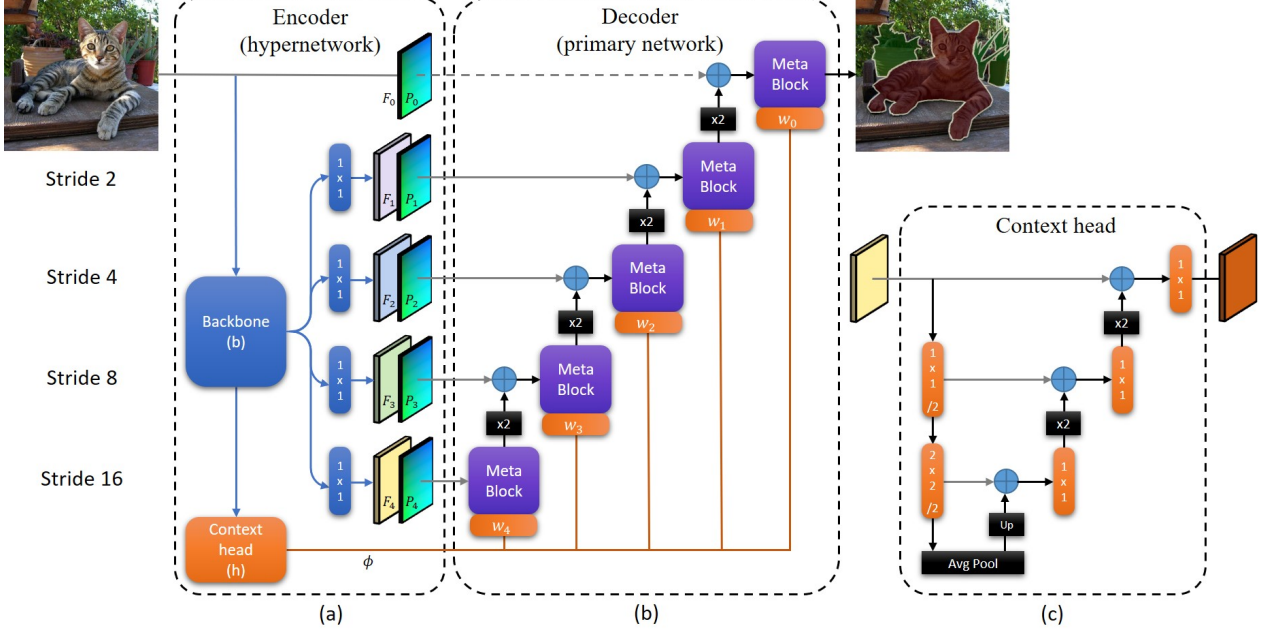 Encoder
(hypernetwork)
F₀ P₀
Decoder
(primary network)
Meta
Block
w₀
x2
Stride 2
1
x
1
F₁ P₁
Meta
Block
w₁
x2
Stride 4
1
x
1
F₂ P₂
Meta
Block
w₂
x2
Backbone
(b)
Stride 8
1
x
1
F₃ P₃
Meta
Block
w₃
x2
Stride 16
1
x
1
F₄ P₄
Meta
Block
w₄
Context
head
(h)
ϕ
(a)
(b)
Context head
1
x
1
x2
1
x
1
/2
1
x
1
x2
2
x
2
/2
1
x
1
Up
Avg Pool
(c)